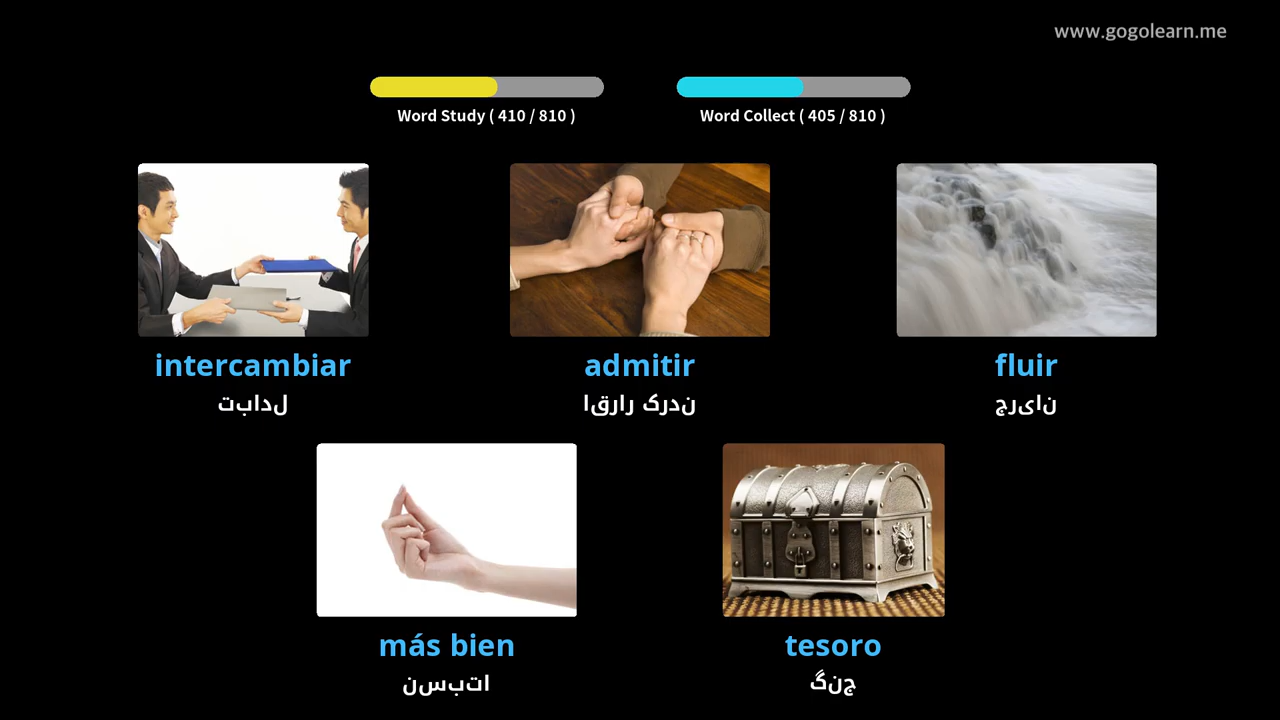 www.gogolearn.me
Word Study ( 410 / 810 )
Word Collect ( 405 / 810 )
intercambiar
تبادل
admitir
اقرار کردن
fluir
جریان
más bien
نسبتا
tesoro
گنج